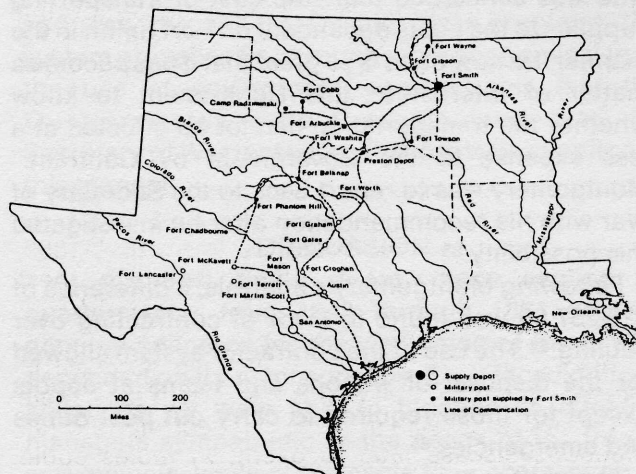 Fort Wayne
Fort Gibson
Fort Smith
Arkansas River
Fort Cobb
Camp Radziminski
Fort Arbuckle
Fort Washita
Fort Towson
Preston Depot
Brazos River
Red River
Mississippi River
Fort Belknap
Fort Worth
Colorado River
Fort Phantom Hill
Fort Chadbourne
Fort Graham
Fort Gates
Pecos River
Fort McKavett
Fort Mason
Fort Croghan
Fort Lancaster
Fort Terrett
Fort Martin Scott
Austin
San Antonio
New Orleans
Rio Grande
Supply Depot
Military post
Military post supplied by Fort Smith
Line of Communication
0 100 200
Miles